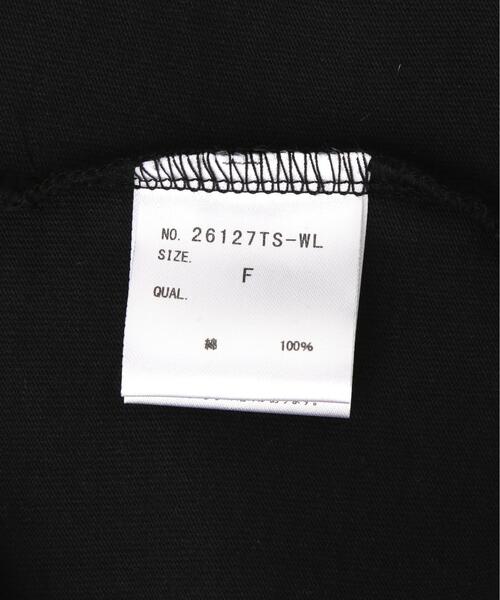 NO. 26127TS-WL
SIZE.
F
QUAL.
綿 100%